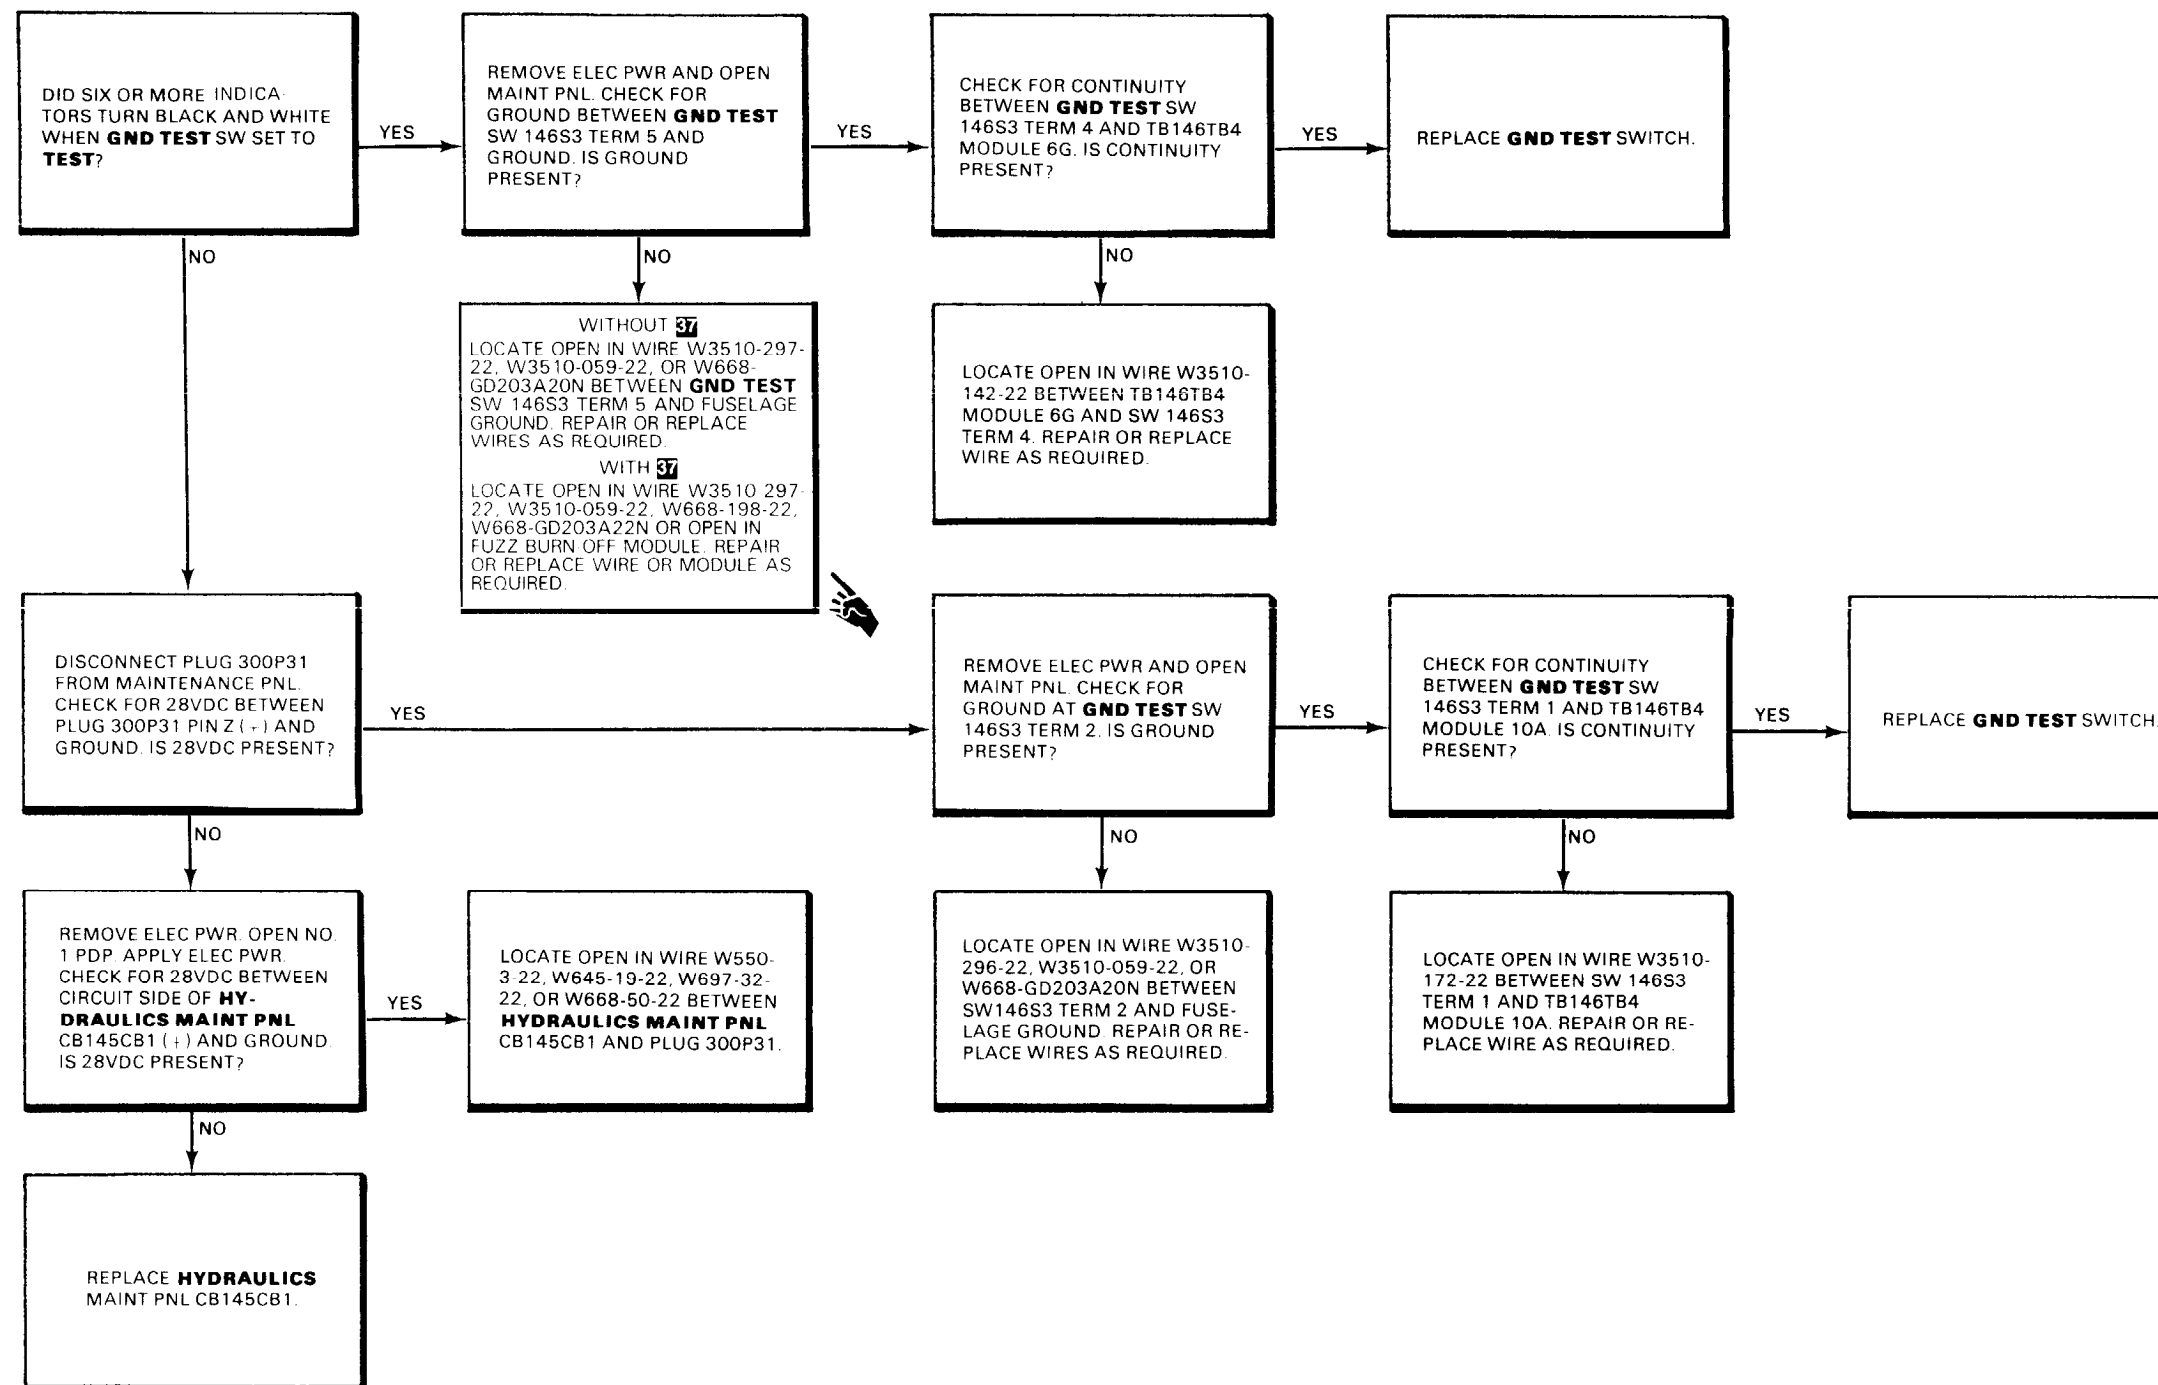 DID SIX OR MORE INDICA-
TORS TURN BLACK AND WHITE
WHEN GND TEST SW SET TO
TEST?
YES
REMOVE ELEC PWR AND OPEN
MAINT PNL. CHECK FOR
GROUND BETWEEN GND TEST
SW 146S3 TERM 5 AND
GROUND. IS GROUND
PRESENT?
YES
CHECK FOR CONTINUITY
BETWEEN GND TEST SW
146S3 TERM 4 AND TB146TB4
MODULE 6G. IS CONTINUITY
PRESENT?
YES
REPLACE GND TEST SWITCH.
NO
NO
NO
WITHOUT 37
LOCATE OPEN IN WIRE W3510-297-
22, W3510-059-22, OR W668-
GD203A20N BETWEEN GND TEST
SW 146S3 TERM 5 AND FUSELAGE
GROUND. REPAIR OR REPLACE
WIRES AS REQUIRED.
WITH 37
LOCATE OPEN IN WIRE W3510 297-
22, W3510-059-22, W668-198-22,
W668-GD203A22N OR OPEN IN
FUZZ BURN OFF MODULE. REPAIR
OR REPLACE WIRE OR MODULE AS
REQUIRED.
LOCATE OPEN IN WIRE W3510-
142-22 BETWEEN TB146TB4
MODULE 6G AND SW 146S3
TERM 4. REPAIR OR REPLACE
WIRE AS REQUIRED.
DISCONNECT PLUG 300P31
FROM MAINTENANCE PNL.
CHECK FOR 28VDC BETWEEN
PLUG 300P31 PIN Z (+) AND
GROUND. IS 28VDC PRESENT?
YES
REMOVE ELEC PWR AND OPEN
MAINT PNL. CHECK FOR
GROUND AT GND TEST SW
146S3 TERM 2. IS GROUND
PRESENT?
YES
CHECK FOR CONTINUITY
BETWEEN GND TEST SW
146S3 TERM 1 AND TB146TB4
MODULE 10A. IS CONTINUITY
PRESENT?
YES
REPLACE GND TEST SWITCH.
NO
NO
NO
REMOVE ELEC PWR. OPEN NO.
1 PDP. APPLY ELEC PWR.
CHECK FOR 28VDC BETWEEN
CIRCUIT SIDE OF HY-
DRAULICS MAINT PNL
CB145CB1 (+) AND GROUND.
IS 28VDC PRESENT?
YES
LOCATE OPEN IN WIRE W550-
3-22, W645-19-22, W697-32-
22, OR W668-50-22 BETWEEN
HYDRAULICS MAINT PNL
CB145CB1 AND PLUG 300P31.
LOCATE OPEN IN WIRE W3510-
296-22, W3510-059-22, OR
W668-GD203A20N BETWEEN
SW146S3 TERM 2 AND FUSE-
LAGE GROUND. REPAIR OR RE-
PLACE WIRES AS REQUIRED.
LOCATE OPEN IN WIRE W3510-
172-22 BETWEEN SW 146S3
TERM 1 AND TB146TB4
MODULE 10A. REPAIR OR RE-
PLACE WIRE AS REQUIRED.
NO
REPLACE HYDRAULICS
MAINT PNL CB145CB1.